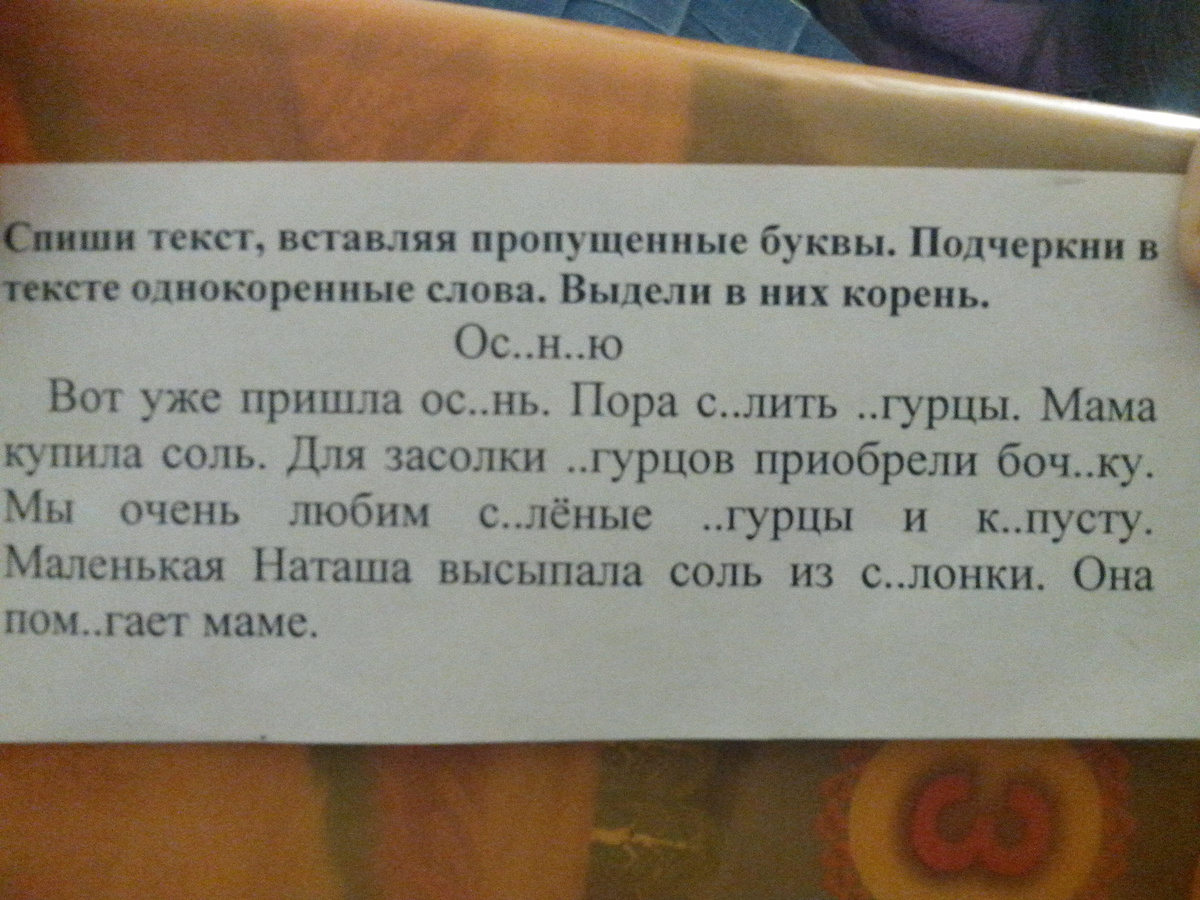 Спиши текст, вставляя пропущенные буквы. Подчеркни в
тексте однокоренные слова. Выдели в них корень.
Ос..н..ю
Вот уже пришла ос..нь. Пора с..лить ..гурцы. Мама
купила соль. Для засолки ..гурцов приобрели боч..ку.
Мы очень любим с..лёные ..гурцы и к..пусту.
Маленькая Наташа высыпала соль из с..лонки. Она
пом..гает маме.
3